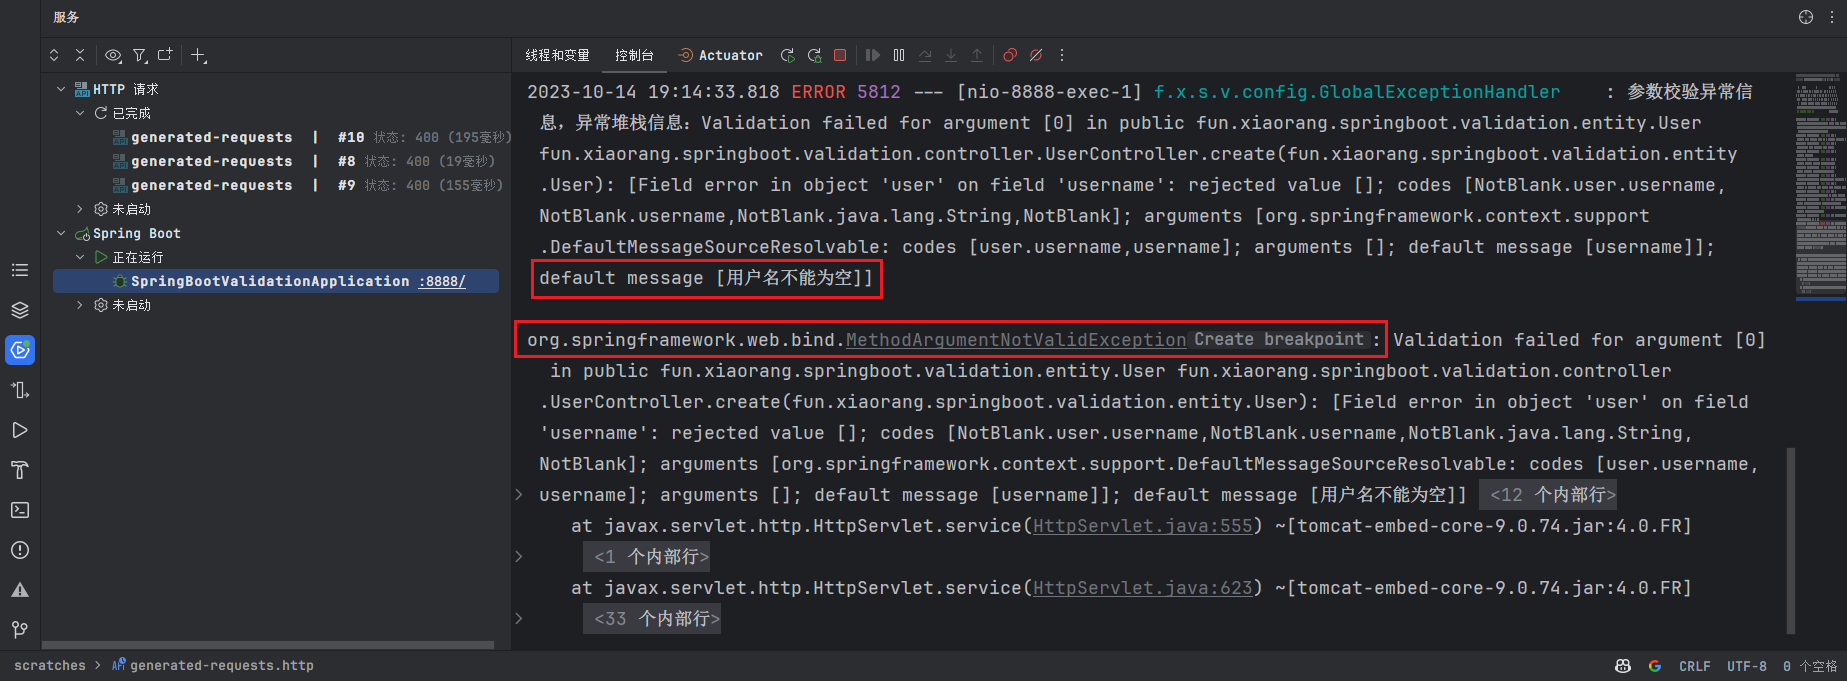 服务
线程和变量 控制台 Actuator
HTTP 请求
已完成
generated-requests | #10 状态: 400 (195毫秒)
generated-requests | #8 状态: 400 (19毫秒)
generated-requests | #9 状态: 400 (155毫秒)
未启动
Spring Boot
正在运行
SpringBootValidationApplication :8888/
未启动
2023-10-14 19:14:33.818 ERROR 5812 --- [nio-8888-exec-1] f.x.s.v.config.GlobalExceptionHandler : 参数校验异常信
息，异常堆栈信息：Validation failed for argument [0] in public fun.xiaorang.springboot.validation.entity.User
fun.xiaorang.springboot.validation.controller.UserController.create(fun.xiaorang.springboot.validation.entity
.User): [Field error in object 'user' on field 'username': rejected value []; codes [NotBlank.user.username,
NotBlank.username,NotBlank.java.lang.String,NotBlank]; arguments [org.springframework.context.support
.DefaultMessageSourceResolvable: codes [user.username,username]; arguments []; default message [username]];
default message [用户名不能为空]]
org.springframework.web.bind.MethodArgumentNotValidException Create breakpoint : Validation failed for argument [0]
in public fun.xiaorang.springboot.validation.entity.User fun.xiaorang.springboot.validation.controller
.UserController.create(fun.xiaorang.springboot.validation.entity.User): [Field error in object 'user' on field
'username': rejected value []; codes [NotBlank.user.username,NotBlank.username,NotBlank.java.lang.String,
NotBlank]; arguments [org.springframework.context.support.DefaultMessageSourceResolvable: codes [user.username,
username]; arguments []; default message [username]]; default message [用户名不能为空]] <12 个内部行>
at javax.servlet.http.HttpServlet.service(HttpServlet.java:555) ~[tomcat-embed-core-9.0.74.jar:4.0.FR]
<1 个内部行>
at javax.servlet.http.HttpServlet.service(HttpServlet.java:623) ~[tomcat-embed-core-9.0.74.jar:4.0.FR]
<33 个内部行>
scratches > generated-requests.http
CRLF UTF-8 0 个空格